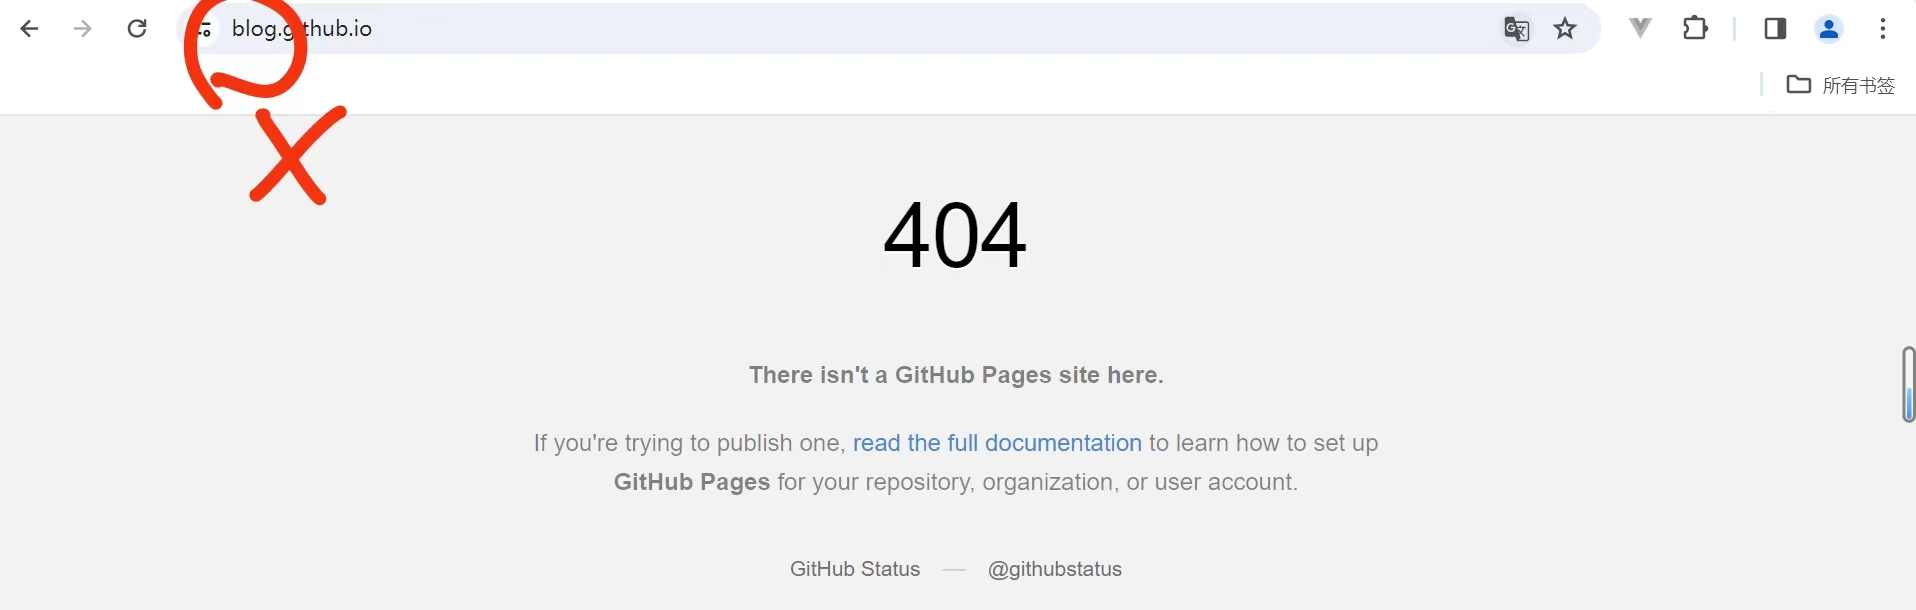 blog.github.io
所有书签
404
There isn't a GitHub Pages site here.
If you're trying to publish one, read the full documentation to learn how to set up
GitHub Pages for your repository, organization, or user account.
GitHub Status — @githubstatus